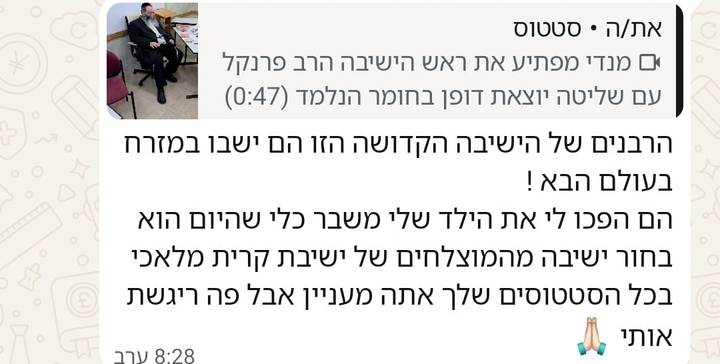 את/ה • סטטוס
מנדי מפתיע את ראש הישיבה הרב פרנקל
עם שליטה יוצאת דופן בחומר הנלמד (0:47)
הרבנים של הישיבה הקדושה הזו הם ישבו במזרח
בעולם הבא !
הם הפכו לי את הילד שלי משבר כלי שהיום הוא
בחור ישיבה מהמוצלחים של ישיבת קרית מלאכי
בכל הסטטוסים שלך אתה מעניין אבל פה ריגשת
אותי 🙏🏻
8:28 ערב